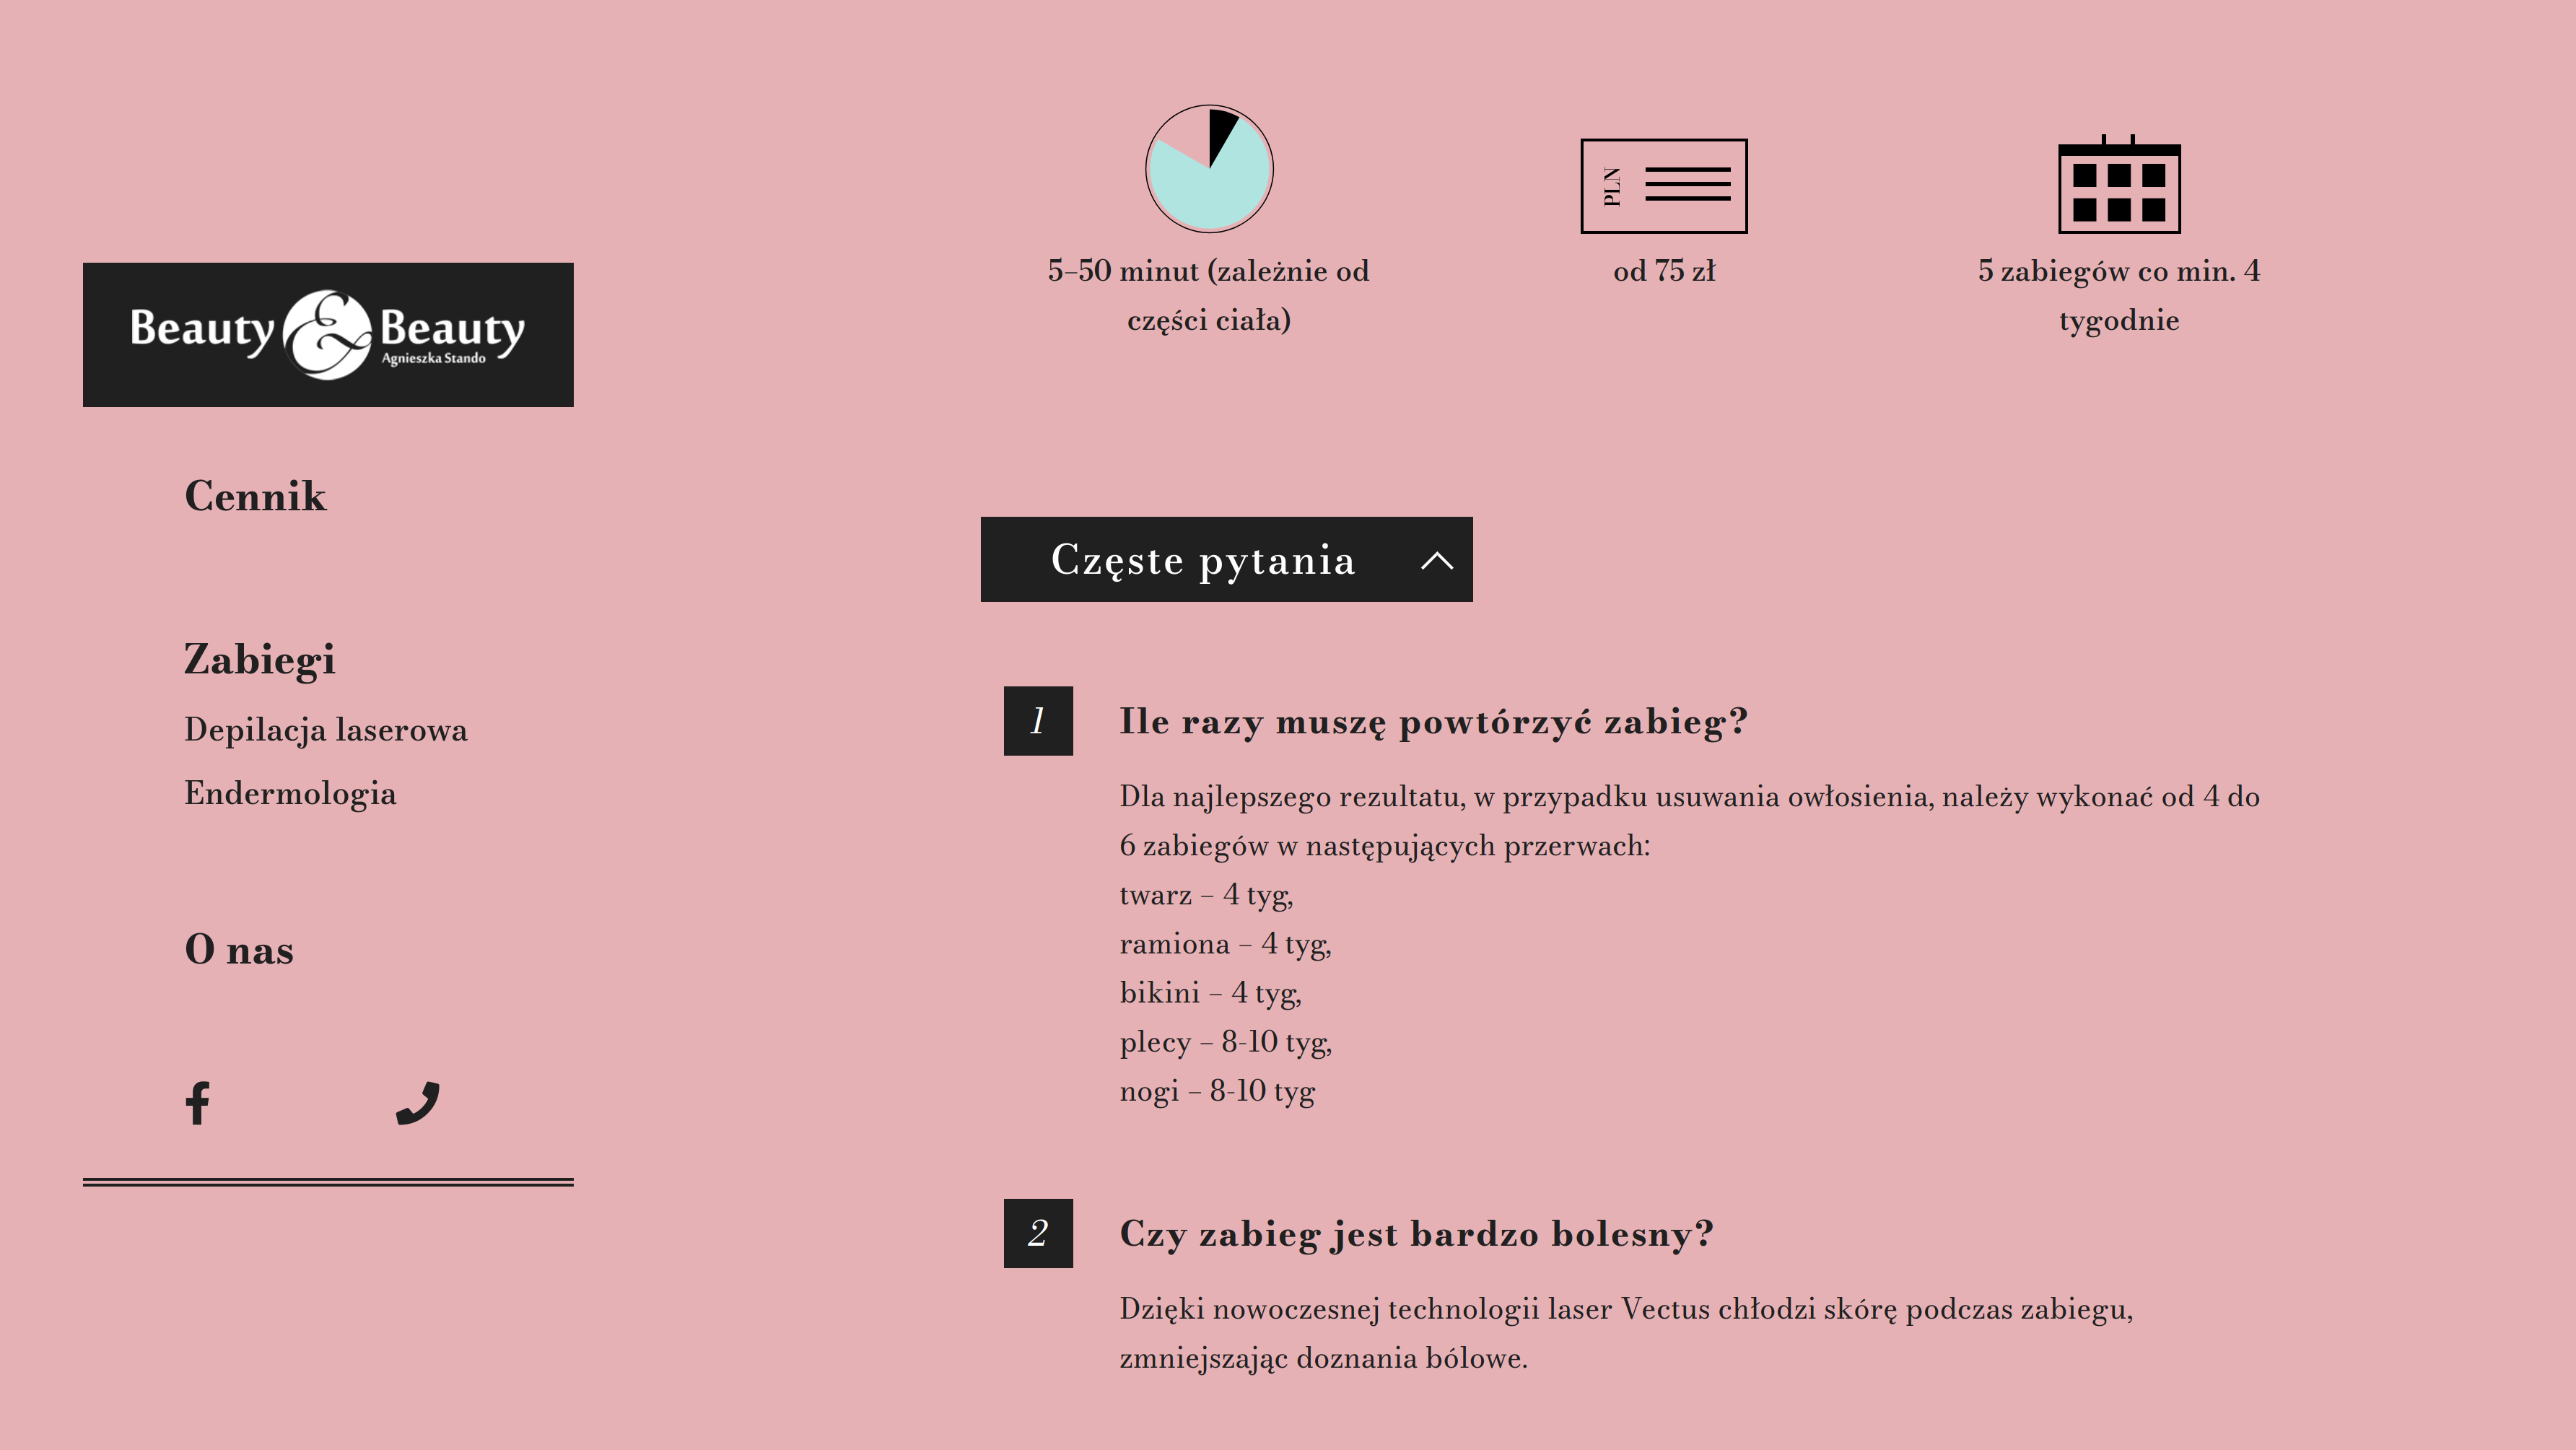 Beauty & Beauty
Agnieszka Stando
Cennik
Zabiegi
Depilacja laserowa
Endermologia
O nas
5–50 minut (zależnie od
części ciała)
PLN
od 75 zł
5 zabiegów co min. 4
tygodnie
Częste pytania
1
Ile razy muszę powtórzyć zabieg?
Dla najlepszego rezultatu, w przypadku usuwania owłosienia, należy wykonać od 4 do
6 zabiegów w następujących przerwach:
twarz – 4 tyg,
ramiona – 4 tyg,
bikini – 4 tyg,
plecy – 8-10 tyg,
nogi – 8-10 tyg
2
Czy zabieg jest bardzo bolesny?
Dzięki nowoczesnej technologii laser Vectus chłodzi skórę podczas zabiegu,
zmniejszając doznania bólowe.